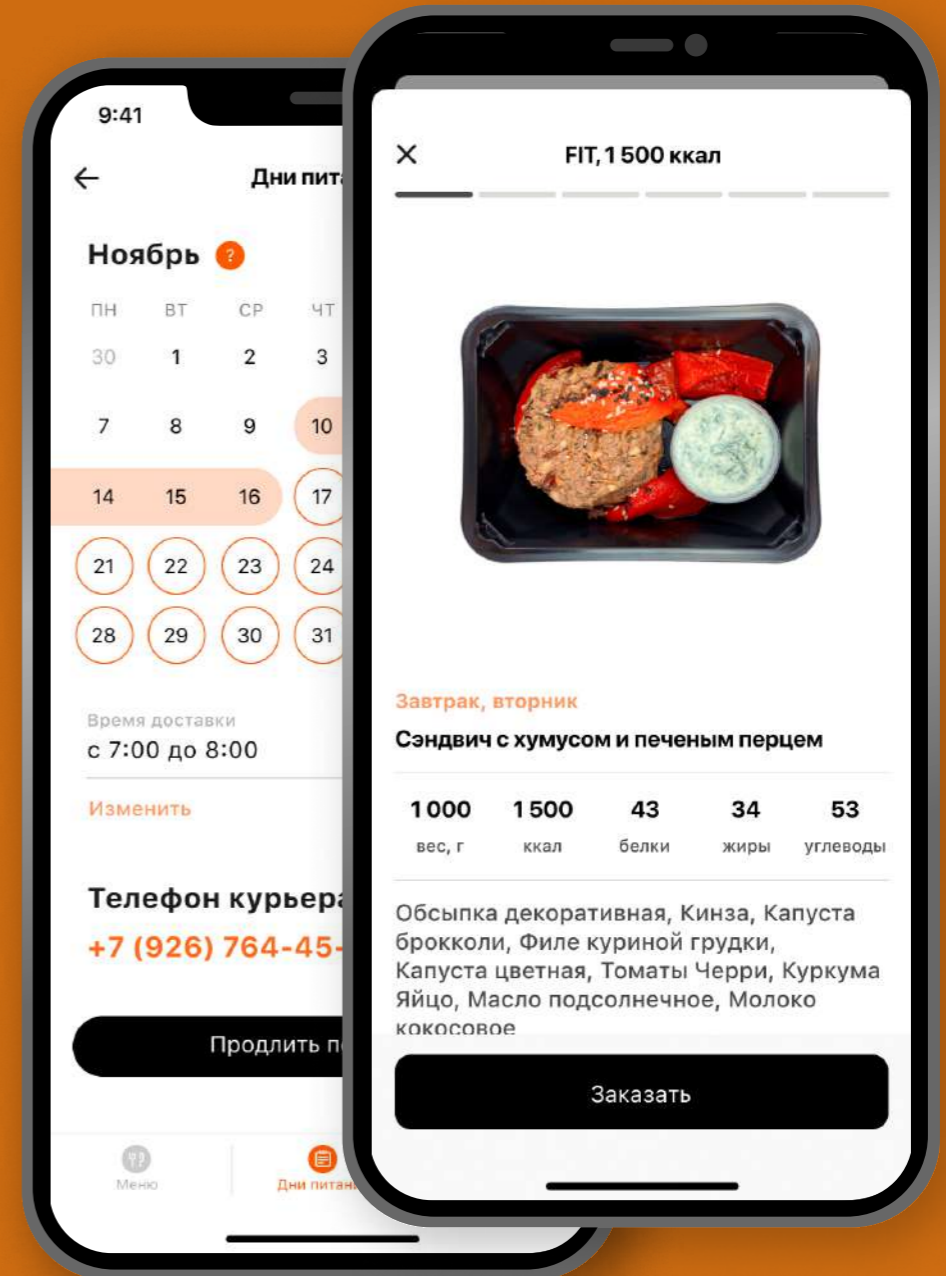 9:41
Дни пита
Ноябрь ?
ПН ВТ СР ЧТ
30 1 2 3
7 8 9 10
14 15 16 17
21 22 23 24
28 29 30 31
Время доставки
с 7:00 до 8:00
Изменить
Телефон курьера
+7 (926) 764-45-
Продлить п
Меню
Дни питан
FIT, 1 500 ккал
Завтрак, вторник
Сэндвич с хумусом и печеным перцем
1 000 1 500 43 34 53
вес, г ккал белки жиры углеводы
Обсыпка декоративная, Кинза, Капуста
брокколи, Филе куриной грудки,
Капуста цветная, Томаты Черри, Куркума
Яйцо, Масло подсолнечное, Молоко
кокосовое
Заказать